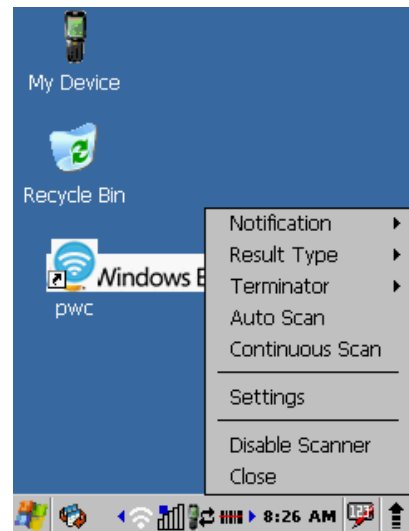 My Device
Recycle Bin
Windows E
pwc
Notification
Result Type
Terminator
Auto Scan
Continuous Scan
Settings
Disable Scanner
Close
8:26 AM
123